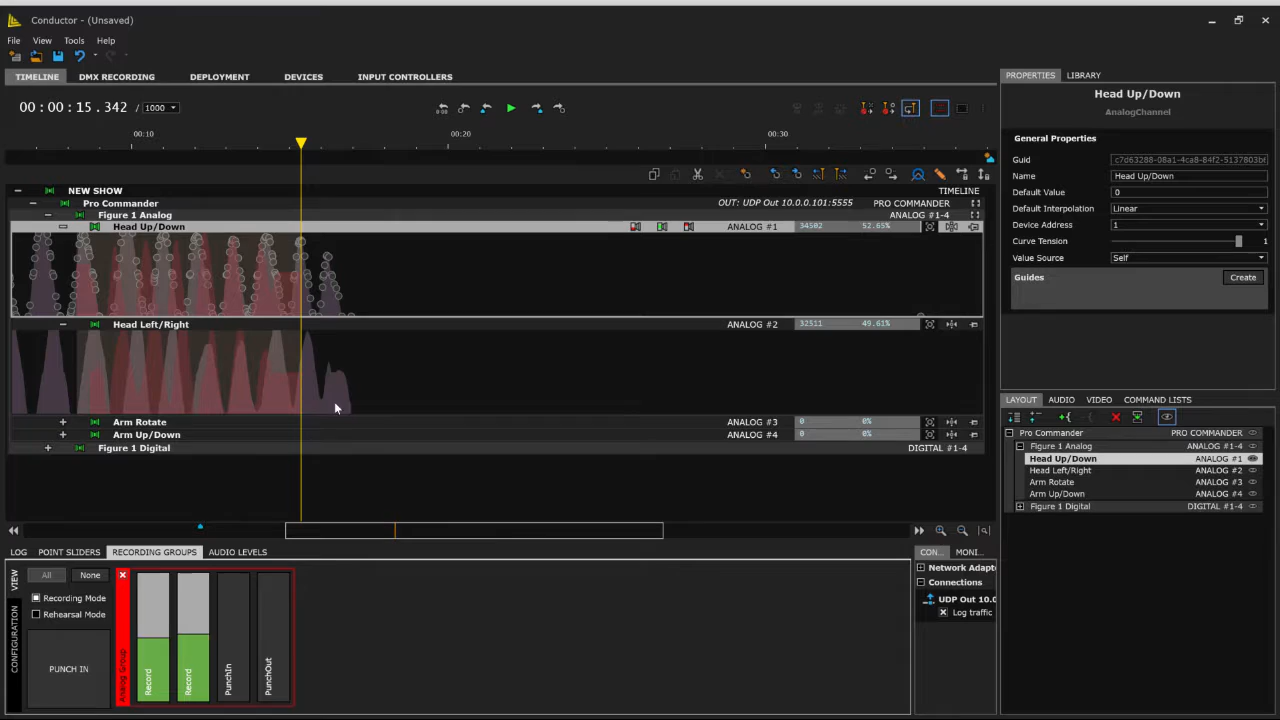 Conductor - (Unsaved)
File View Tools Help
TIMELINE DMX RECORDING DEPLOYMENT DEVICES INPUT CONTROLLERS
00 : 00 : 15 . 342 / 1000
00:10 00:20 00:30
NEW SHOW TIMELINE
Pro Commander OUT: UDP Out 10.0.0.101:5555 PRO COMMANDER
Figure 1 Analog ANALOG #1-4
Head Up/Down ANALOG #1 34502 52.65%
Head Left/Right ANALOG #2 32511 49.61%
Arm Rotate ANALOG #3 0 0%
Arm Up/Down ANALOG #4 0 0%
Figure 1 Digital DIGITAL #1-4
LOG POINT SLIDERS RECORDING GROUPS AUDIO LEVELS
VIEW
CONFIGURATION
All None
Recording Mode
Rehearsal Mode
PUNCH IN
Analog Group
Record
Record
PunchIn
PunchOut
CON... MONI...
Network Adapt
Connections
UDP Out 10.0
Log traffic
PROPERTIES LIBRARY
Head Up/Down
AnalogChannel
General Properties
Guid c7d63288-08a1-4ca8-84f2-5137803b
Name Head Up/Down
Default Value 0
Default Interpolation Linear
Device Address 1
Curve Tension 1
Value Source Self
Guides Create
LAYOUT AUDIO VIDEO COMMAND LISTS
Pro Commander PRO COMMANDER
Figure 1 Analog ANALOG #1-4
Head Up/Down ANALOG #1
Head Left/Right ANALOG #2
Arm Rotate ANALOG #3
Arm Up/Down ANALOG #4
Figure 1 Digital DIGITAL #1-4